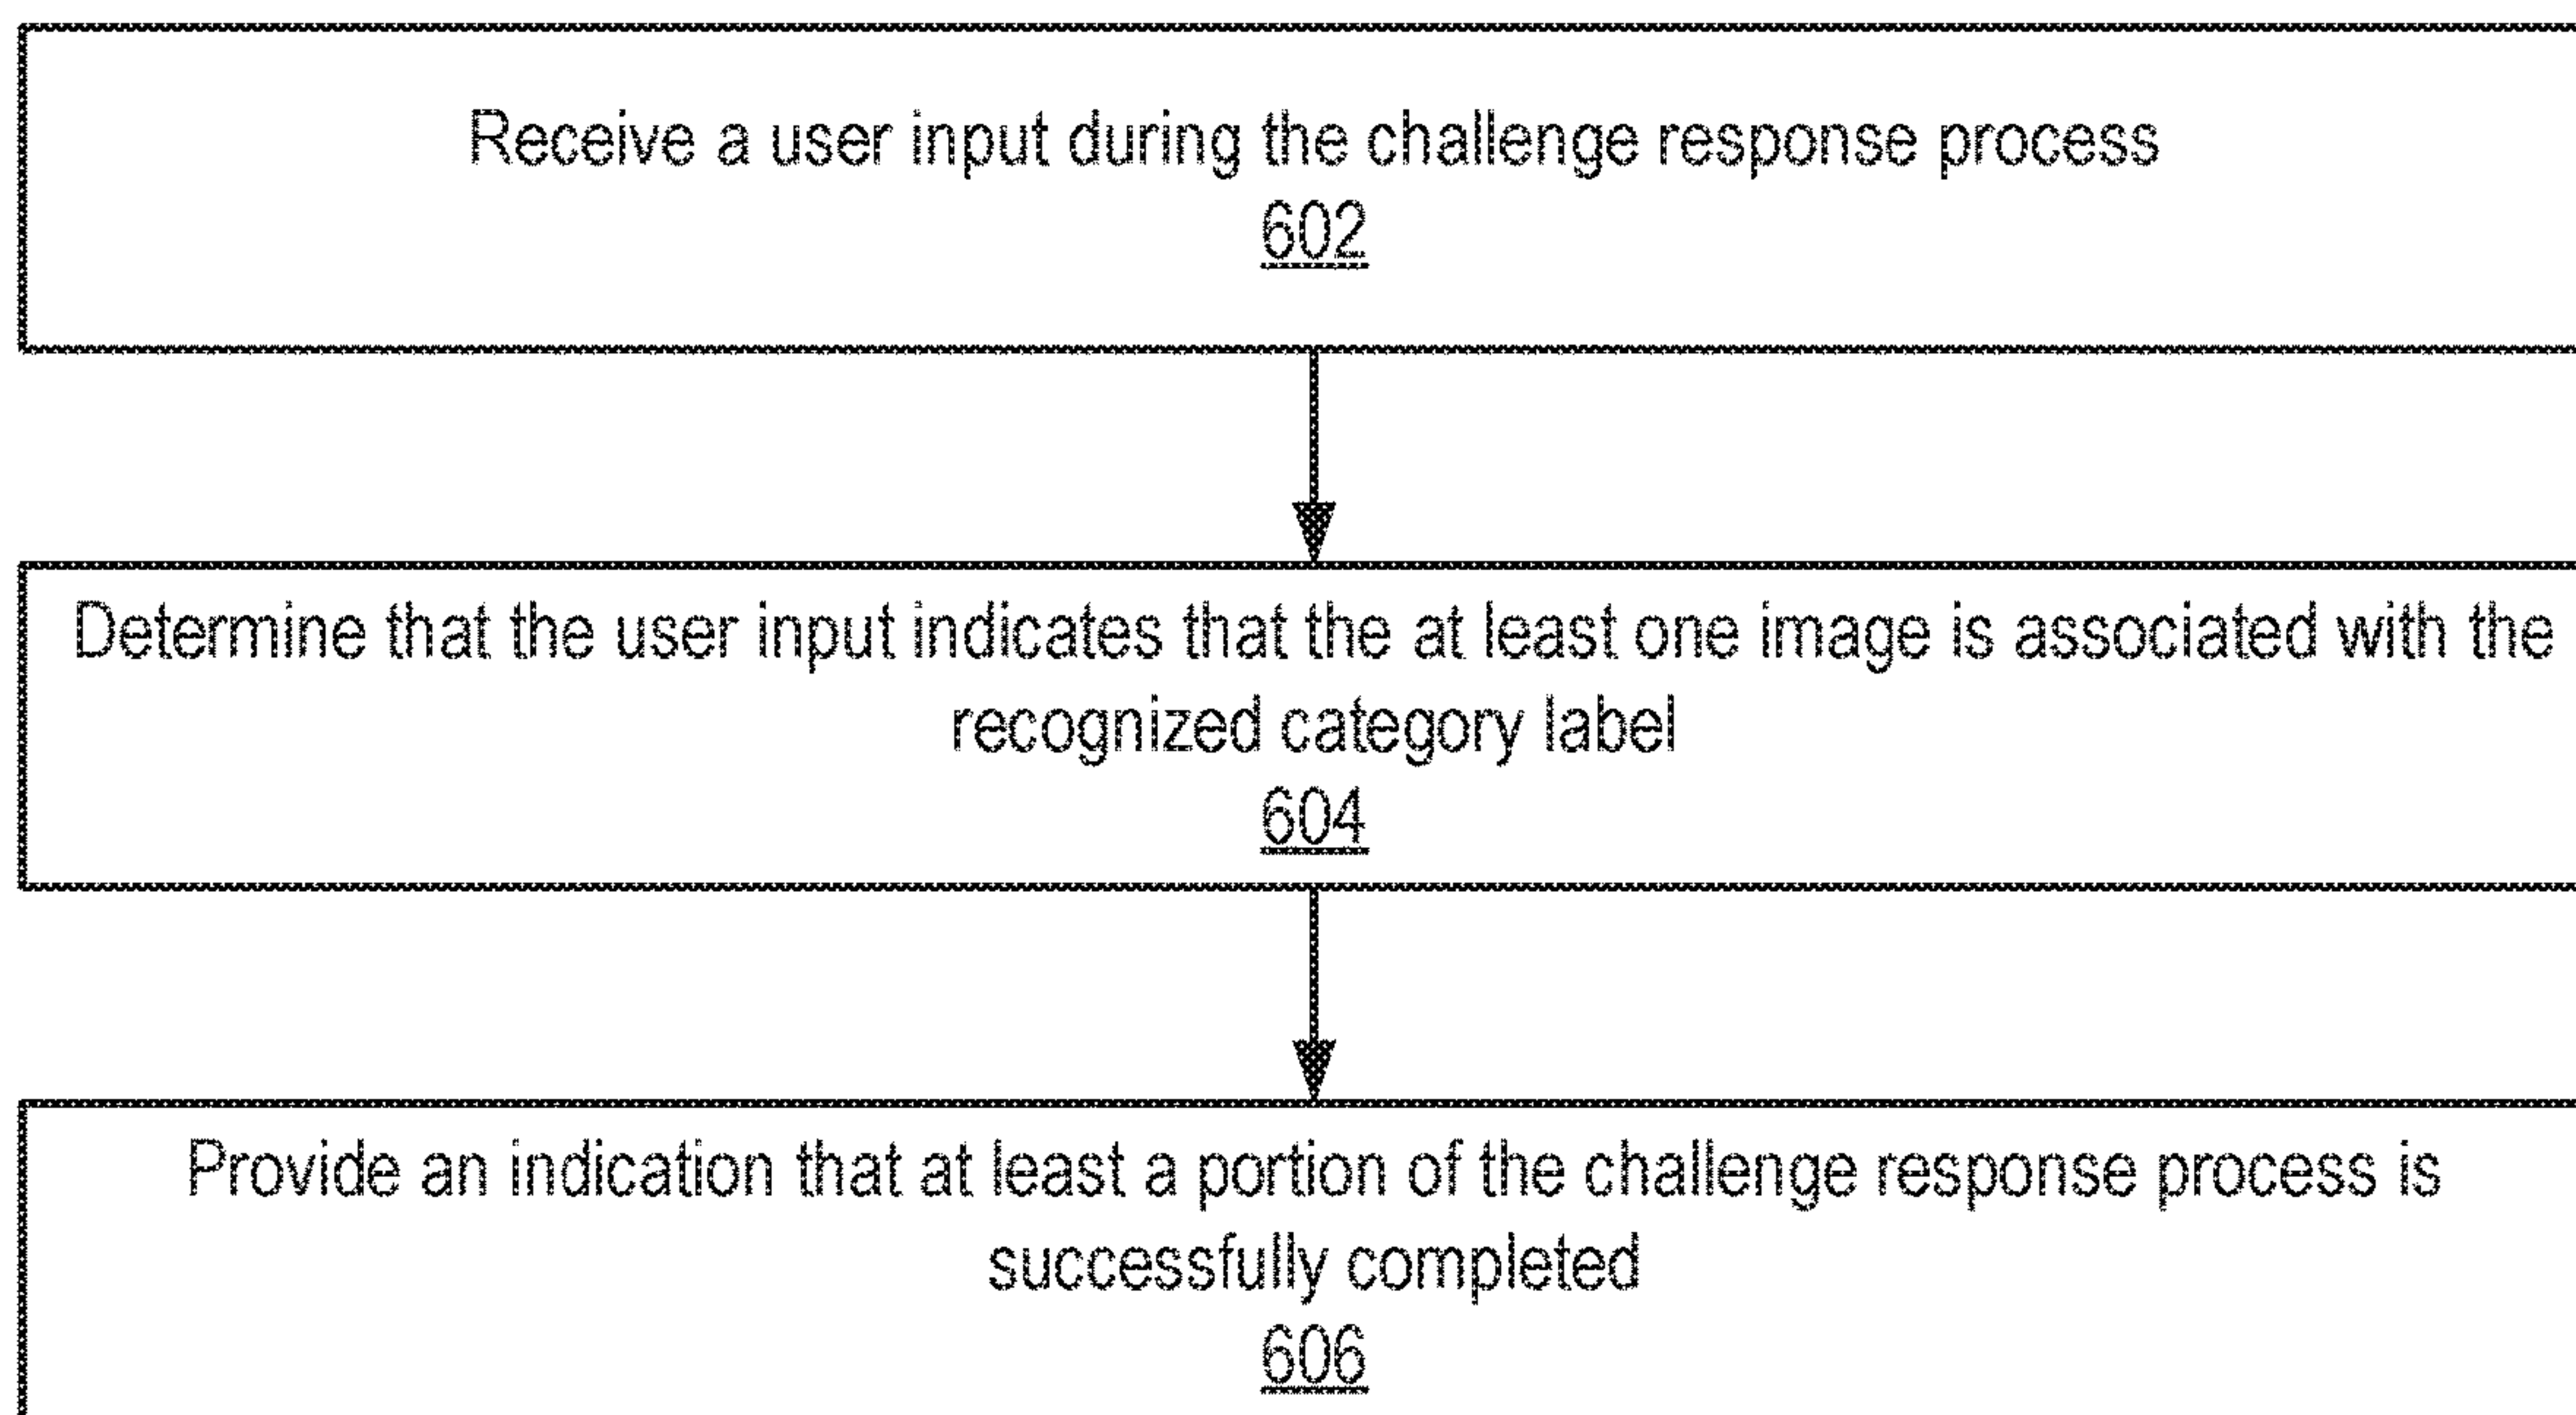 Receive a user input during the challenge response process
602
Determine that the user input indicates that the at least one image is associated with the
recognized category label
604
Provide an indication that at least a portion of the challenge response process is
successfully completed
606